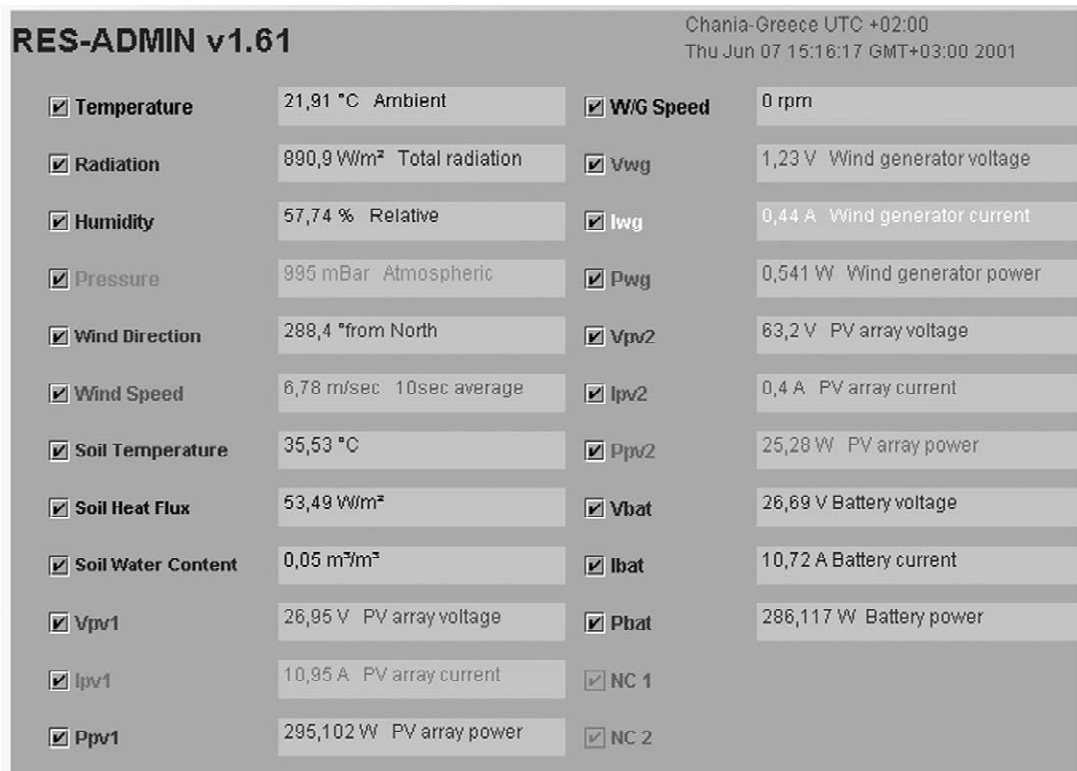 RES-ADMIN v1.61
Chania-Greece UTC +02:00
Thu Jun 07 15:16:17 GMT+03:00 2001
Temperature 21,91 °C Ambient
Radiation 890,9 W/m² Total radiation
Humidity 57,74 % Relative
Pressure 995 mBar Atmospheric
Wind Direction 288,4 °from North
Wind Speed 6,78 m/sec 10sec average
Soil Temperature 35,53 °C
Soil Heat Flux 53,49 W/m²
Soil Water Content 0,05 m³/m³
Vpv1 26,95 V PV array voltage
Ipv1 10,95 A PV array current
Ppv1 295,102 W PV array power
W/G Speed 0 rpm
Vwg 1,23 V Wind generator voltage
Iwg 0,44 A Wind generator current
Pwg 0,541 W Wind generator power
Vpv2 63,2 V PV array voltage
Ipv2 0,4 A PV array current
Ppv2 25,28 W PV array power
Vbat 26,69 V Battery voltage
Ibat 10,72 A Battery current
Pbat 286,117 W Battery power
NC 1
NC 2